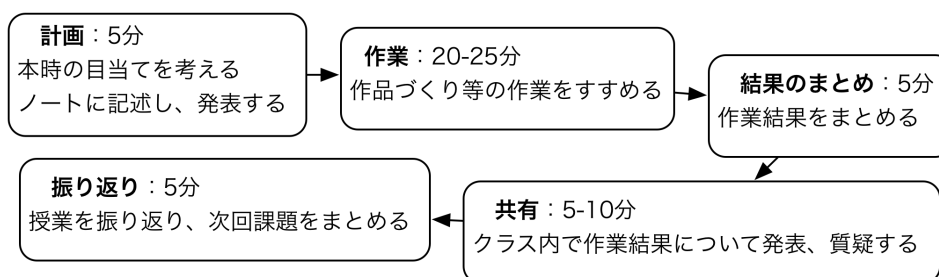 計画：5分
本時の目当てを考える
ノートに記述し、発表する
作業：20-25分
作品づくり等の作業をすすめる
結果のまとめ：5分
作業結果をまとめる
共有：5-10分
クラス内で作業結果について発表、質疑する
振り返り：5分
授業を振り返り、次回課題をまとめる